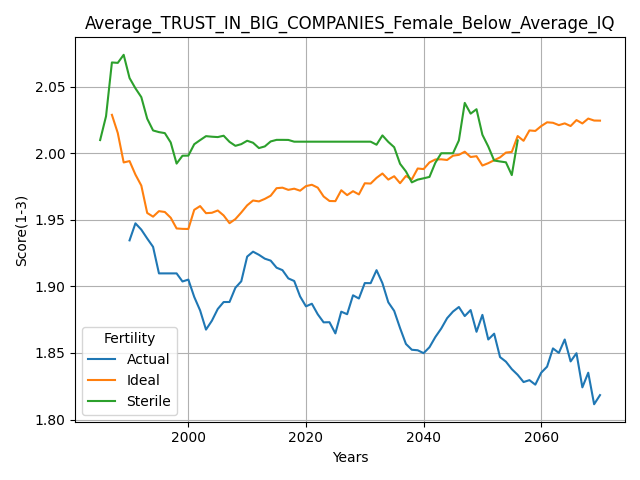 Average_TRUST_IN_BIG_COMPANIES_Female_Below_Average_IQ
Score(1-3)
2.05
2.00
1.95
1.90
1.85
1.80
Fertility
Actual
Ideal
Sterile
2000
2020
2040
2060
Years